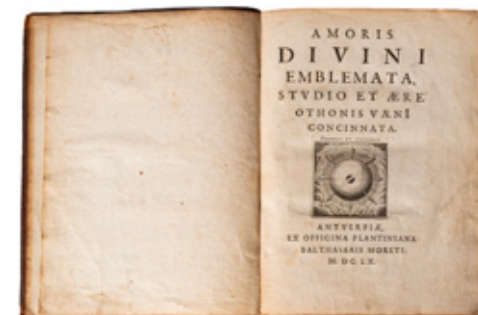 AMORIS
DIVINI
EMBLEMATA,
STVDIO ET ÆRE
OTHONIS VÆNI
CONCINNATA.
ANTVERPIÆ,
EX OFFICINA PLANTINIANA
BALTHASARIS MORETI.
M. DC. LX.